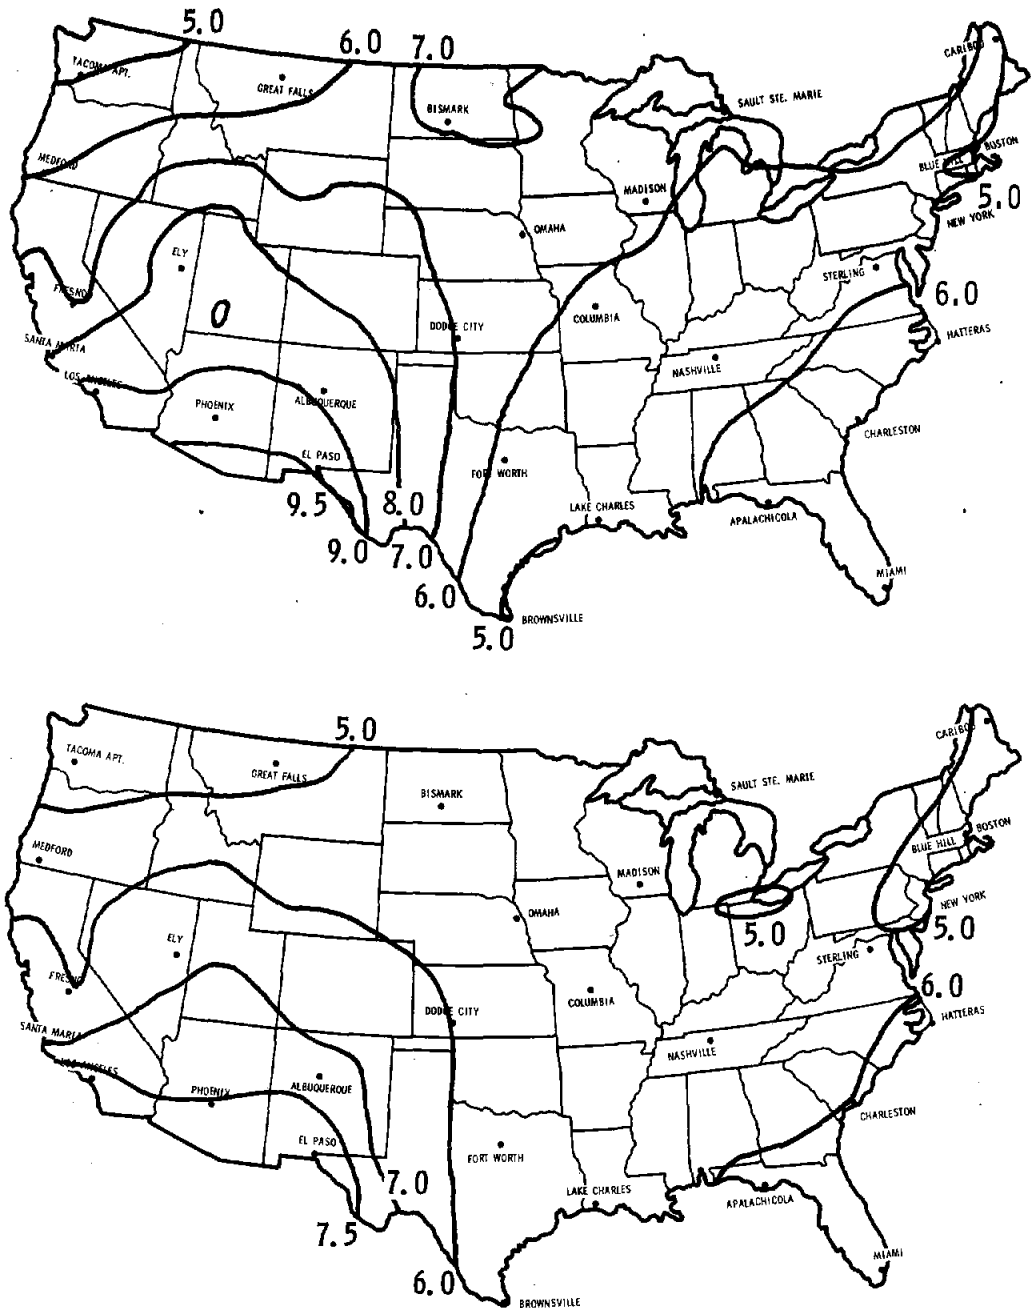 5.0
6.0 7.0
CARIBOU
TACOMA APT.
GREAT FALLS
BISMARK
SAULT STE. MARIE
MEDFORD
BLUE HILL BOSTON
MADISON
5.0
NEW YORK
OMAHA
ELY
STERLING
FRESNO
6.0
0
DODGE CITY
COLUMBIA
HATTERAS
SANTA MARIA
NASHVILLE
LOS ANGELES
PHOENIX
ALBUQUERQUE
CHARLESTON
EL PASO
FORT WORTH
9.5 8.0
LAKE CHARLES
APALACHICOLA
9.0 7.0
MIAMI
6.0
BROWNSVILLE
5.0
5.0
CARIBOU
TACOMA APT.
GREAT FALLS
SAULT STE. MARIE
BISMARK
BOSTON
BLUE HILL
MEDFORD
MADISON
NEW YORK
OMAHA
5.0 5.0
ELY
STERLING
FRESNO
6.0
COLUMBIA
DODGE CITY
HATTERAS
SANTA MARIA
NASHVILLE
LOS ANGELES
PHOENIX
ALBUQUERQUE
CHARLESTON
EL PASO
FORT WORTH
7.0
LAKE CHARLES
APALACHICOLA
7.5
MIAMI
6.0
BROWNSVILLE